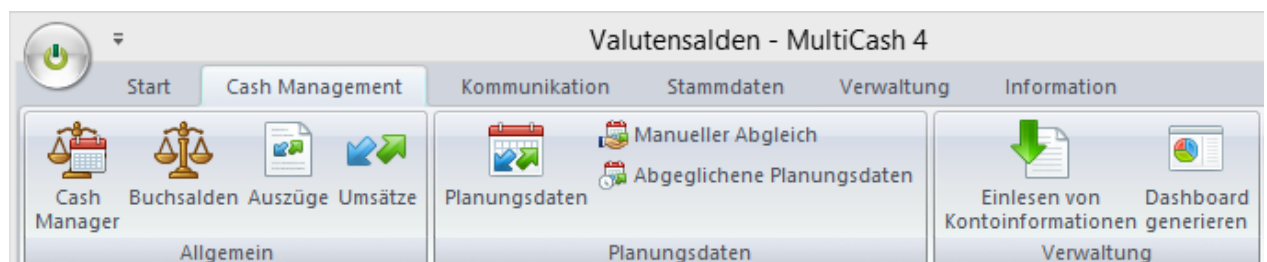 Valutensalden - MultiCash 4
Start Cash Management Kommunikation Stammdaten Verwaltung Information
Cash Manager
Buchsalden
Auszüge
Umsätze
Allgemein
Planungsdaten
Manueller Abgleich
Abgeglichene Planungsdaten
Planungsdaten
Einlesen von
Kontoinformationen
Dashboard
generieren
Verwaltung